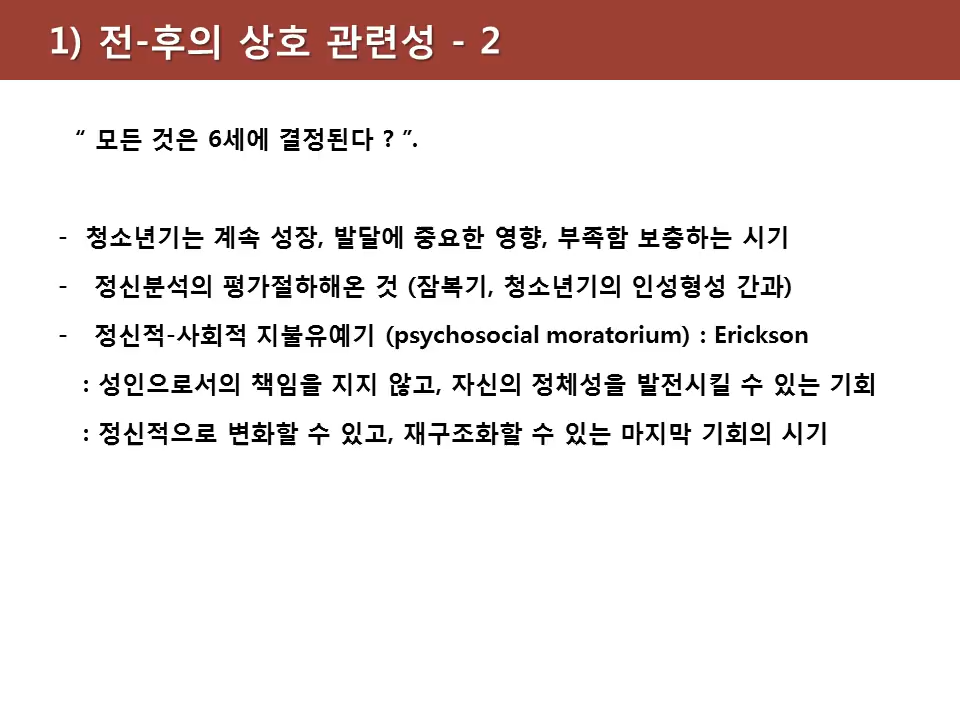 1) 전-후의 상호 관련성 - 2
“ 모든 것은 6세에 결정된다 ? ”.
- 청소년기는 계속 성장, 발달에 중요한 영향, 부족함 보충하는 시기
- 정신분석의 평가절하해온 것 (잠복기, 청소년기의 인성형성 간과)
- 정신적-사회적 지불유예기 (psychosocial moratorium) : Erickson
: 성인으로서의 책임을 지지 않고, 자신의 정체성을 발전시킬 수 있는 기회
: 정신적으로 변화할 수 있고, 재구조화할 수 있는 마지막 기회의 시기